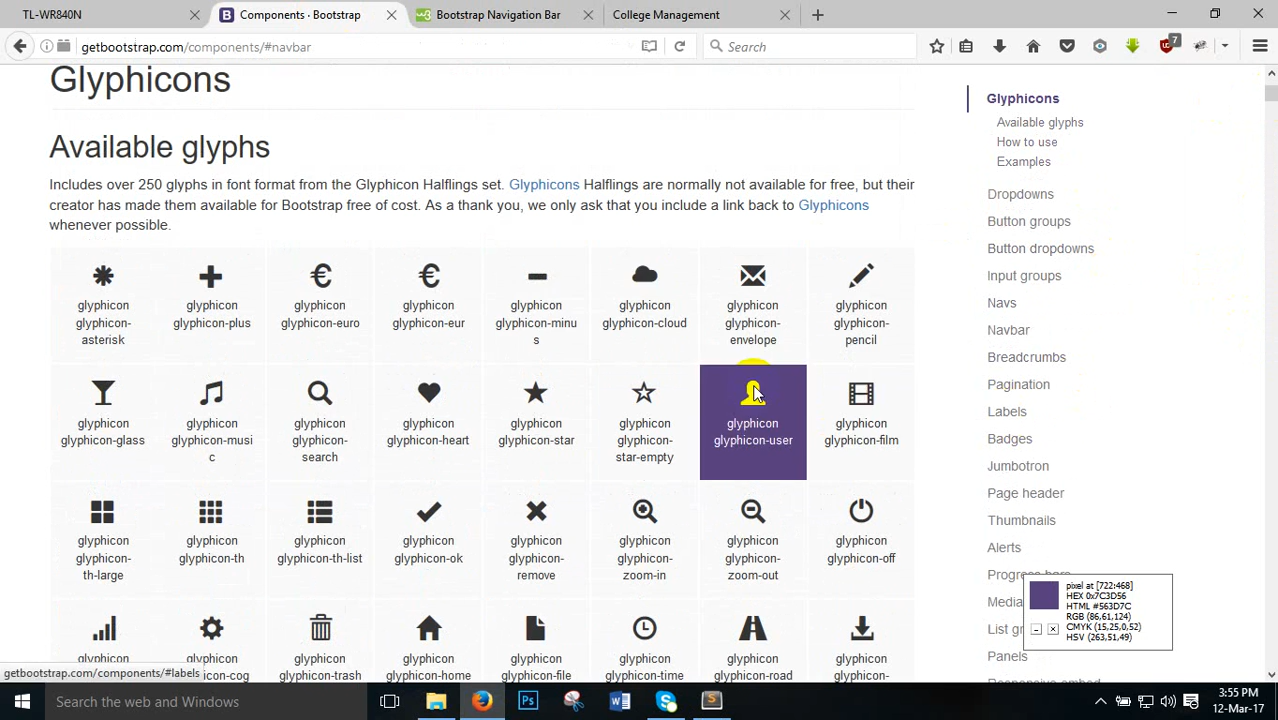 TL-WR840N
Components · Bootstrap
Bootstrap Navigation Bar
College Management
getbootstrap.com/components/#navbar
Search
7
Glyphicons
Available glyphs
Includes over 250 glyphs in font format from the Glyphicon Halflings set. Glyphicons Halflings are normally not available for free, but their
creator has made them available for Bootstrap free of cost. As a thank you, we only ask that you include a link back to Glyphicons
whenever possible.
glyphicon glyphicon-asterisk
glyphicon glyphicon-plus
glyphicon glyphicon-euro
glyphicon glyphicon-eur
glyphicon glyphicon-minus
glyphicon glyphicon-cloud
glyphicon glyphicon-envelope
glyphicon glyphicon-pencil
glyphicon glyphicon-glass
glyphicon glyphicon-music
glyphicon glyphicon-search
glyphicon glyphicon-heart
glyphicon glyphicon-star
glyphicon glyphicon-star-empty
glyphicon glyphicon-user
glyphicon glyphicon-film
glyphicon glyphicon-th-large
glyphicon glyphicon-th
glyphicon glyphicon-th-list
glyphicon glyphicon-ok
glyphicon glyphicon-remove
glyphicon glyphicon-zoom-in
glyphicon glyphicon-zoom-out
glyphicon glyphicon-off
glyphicon
glyphicon
glyphicon glyphicon-trash
glyphicon glyphicon-home
glyphicon glyphicon-file
glyphicon glyphicon-time
glyphicon glyphicon-road
glyphicon glyphicon-
Glyphicons
Available glyphs
How to use
Examples
Dropdowns
Button groups
Button dropdowns
Input groups
Navs
Navbar
Breadcrumbs
Pagination
Labels
Badges
Jumbotron
Page header
Thumbnails
Alerts
Media
List gr
Panels
pixel at [722:468]
HEX 0x7C3D56
HTML #563D7C
RGB (86,61,124)
CMYK (15,25,0,52)
HSV (263,51,49)
getbootstrap.com/components/#labels
Search the web and Windows
3:55 PM
12-Mar-17